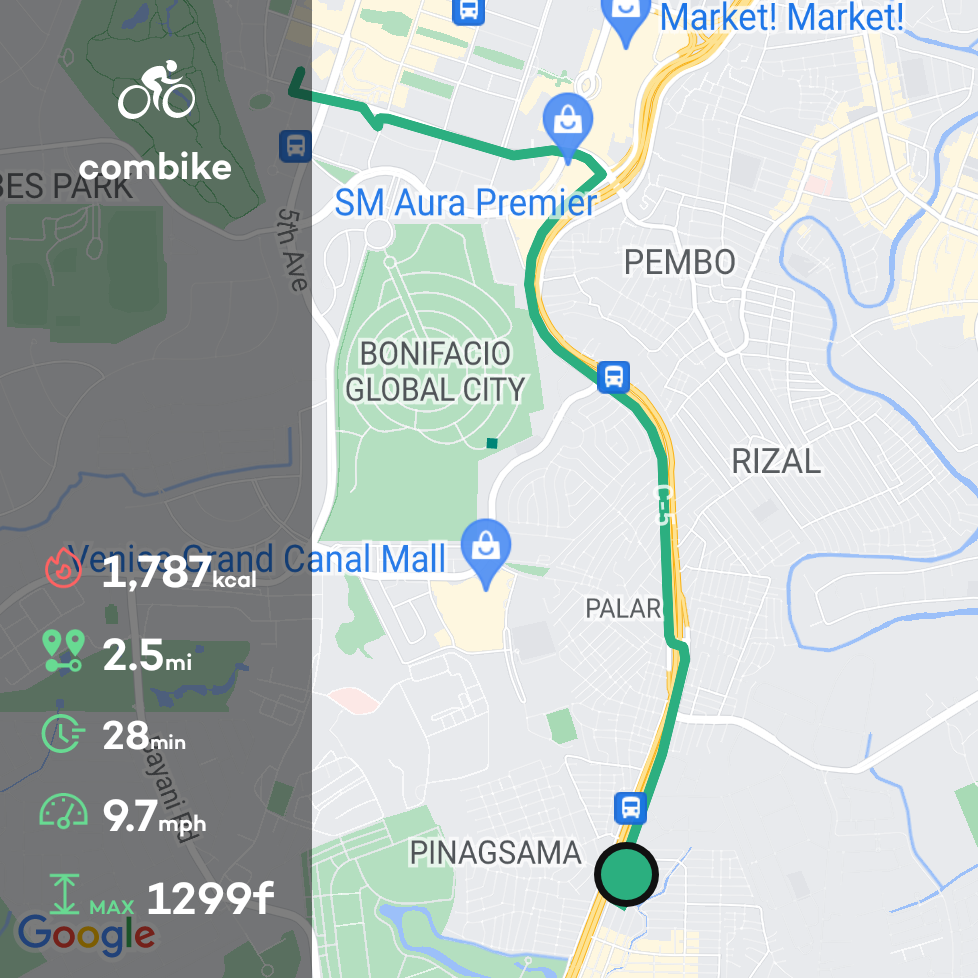 Market! Market!
combike
BES PARK
SM Aura Premier
5th Ave
PEMBO
BONIFACIO
GLOBAL CITY
RIZAL
C-5
Venice Grand Canal Mall
1,787kcal
PALAR
2.5mi
28min
Bayani Rd
9.7mph
PINAGSAMA
MAX 1299f
Google